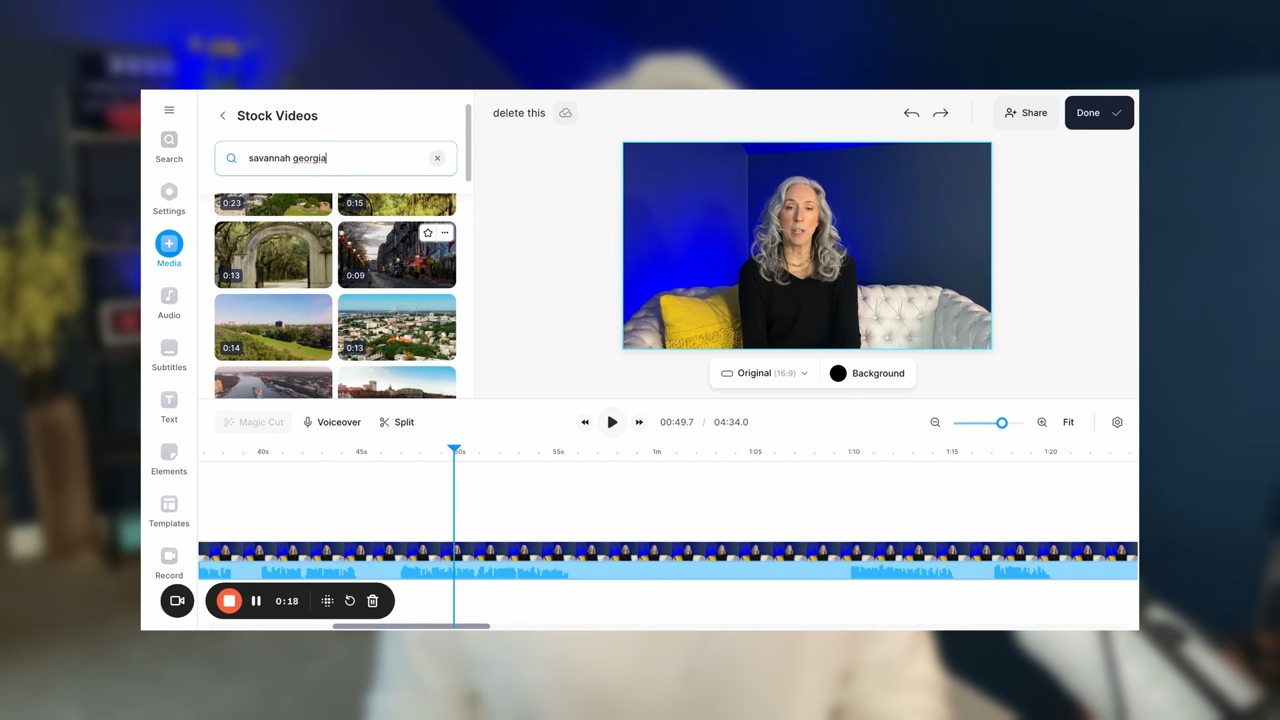 Stock Videos
delete this
Share
Done
Search
savannah georgia
Settings
0:23
0:15
Media
0:13
0:09
Audio
0:14
0:13
Subtitles
Original (16:9)
Background
Text
Magic Cut
Voiceover
Split
00:49.7 / 04:34.0
Fit
40s
45s
50s
55s
1m
1:05
1:10
1:15
1:20
Elements
Templates
Record
0:18